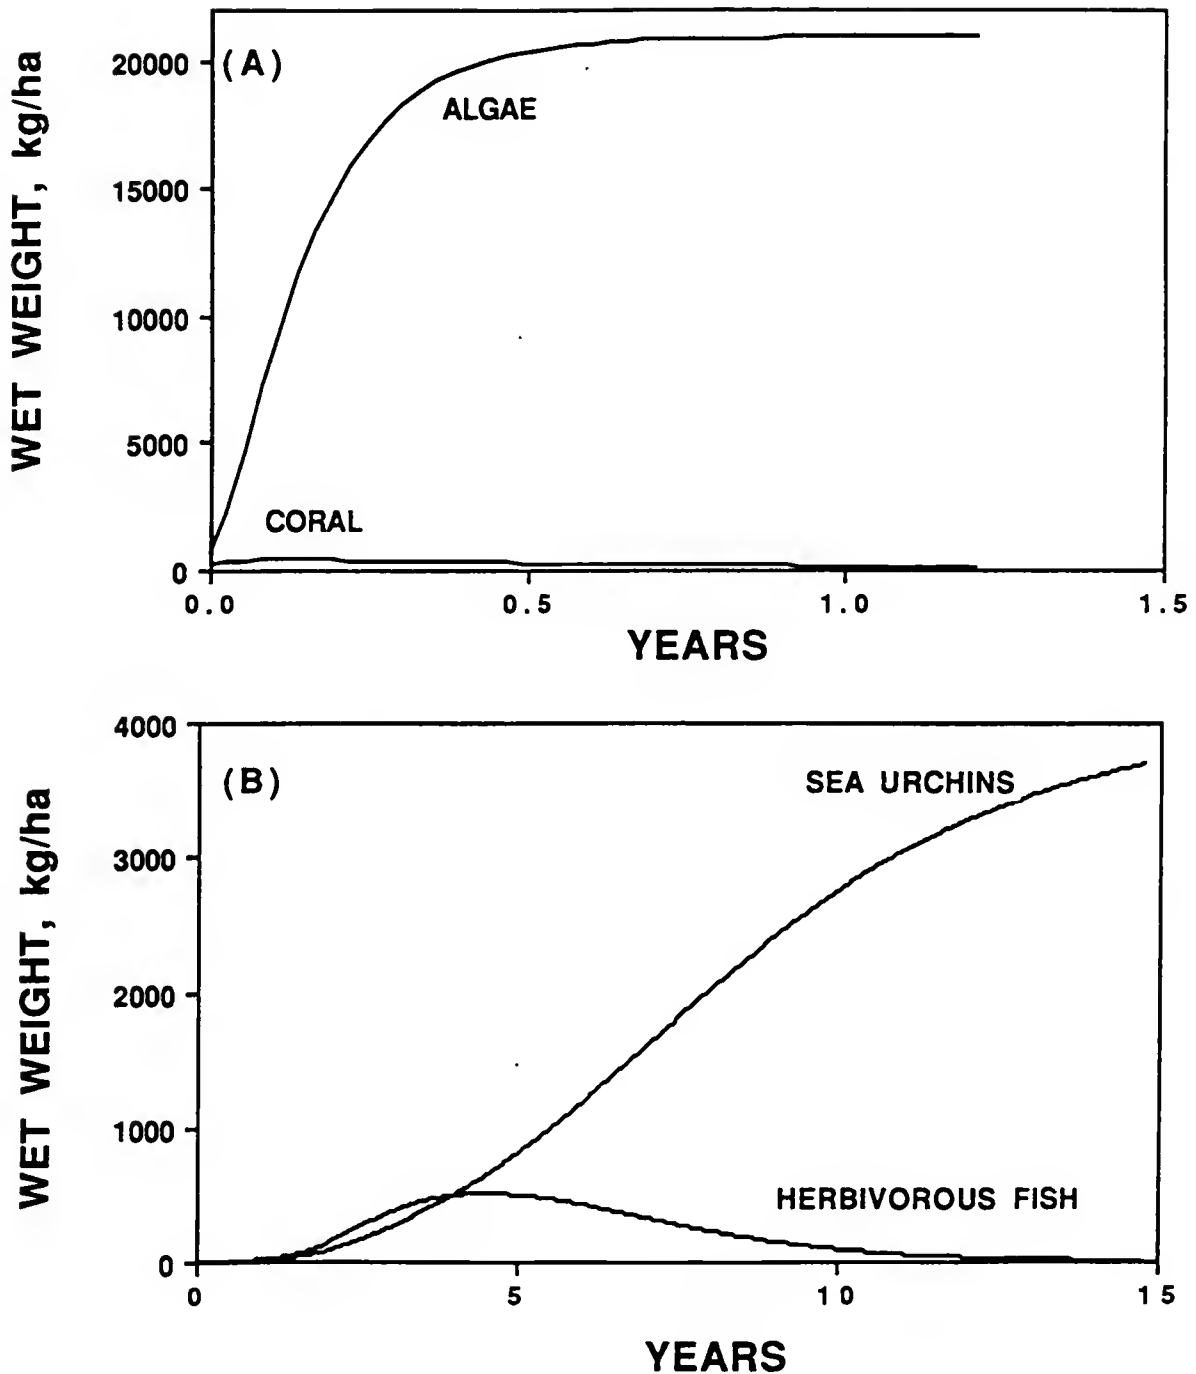 WET WEIGHT, kg/ha
(A)
20000
15000
10000
5000
0
ALGAE
CORAL
0.0 0.5 1.0 1.5
YEARS
WET WEIGHT, kg/ha
(B)
4000
3000
2000
1000
0
SEA URCHINS
HERBIVOROUS FISH
0 5 10 15
YEARS